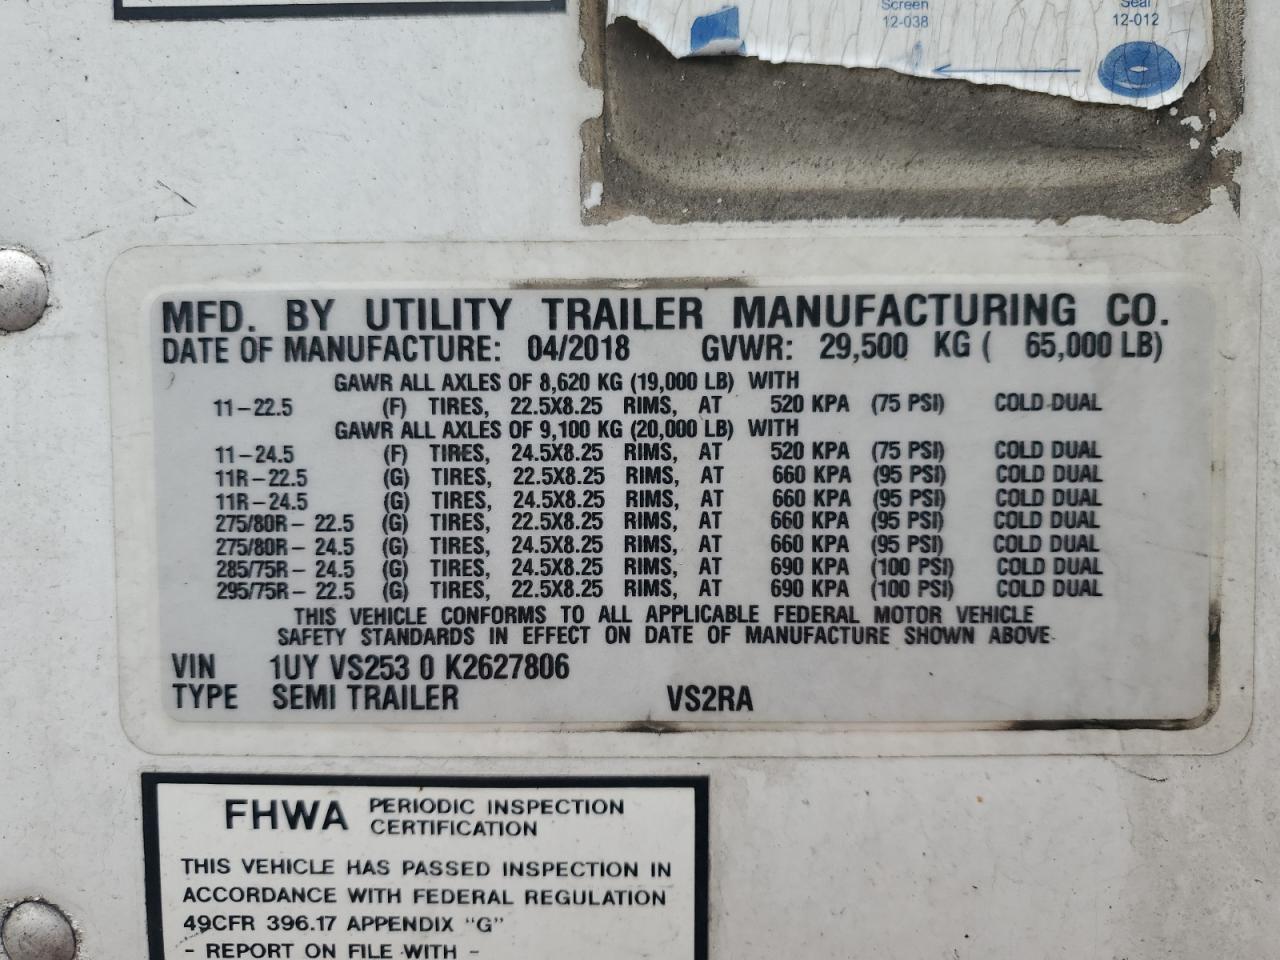 Screen
12-038
Seal
12-012
MFD. BY UTILITY TRAILER MANUFACTURING CO.
DATE OF MANUFACTURE: 04/2018 GVWR: 29,500 KG ( 65,000 LB)
GAWR ALL AXLES OF 8,620 KG (19,000 LB) WITH
11-22.5 (F) TIRES, 22.5X8.25 RIMS, AT 520 KPA (75 PSI) COLD DUAL
GAWR ALL AXLES OF 9,100 KG (20,000 LB) WITH
11-24.5 (F) TIRES, 24.5X8.25 RIMS, AT 520 KPA (75 PSI) COLD DUAL
11R-22.5 (G) TIRES, 22.5X8.25 RIMS, AT 660 KPA (95 PSI) COLD DUAL
11R-24.5 (G) TIRES, 24.5X8.25 RIMS, AT 660 KPA (95 PSI) COLD DUAL
275/80R- 22.5 (G) TIRES, 22.5X8.25 RIMS, AT 660 KPA (95 PSI) COLD DUAL
275/80R- 24.5 (G) TIRES, 24.5X8.25 RIMS, AT 660 KPA (95 PSI) COLD DUAL
285/75R- 24.5 (G) TIRES, 24.5X8.25 RIMS, AT 690 KPA (100 PSI) COLD DUAL
295/75R- 22.5 (G) TIRES, 22.5X8.25 RIMS, AT 690 KPA (100 PSI) COLD DUAL
THIS VEHICLE CONFORMS TO ALL APPLICABLE FEDERAL MOTOR VEHICLE
SAFETY STANDARDS IN EFFECT ON DATE OF MANUFACTURE SHOWN ABOVE
VIN 1UY VS253 0 K2627806
TYPE SEMI TRAILER VS2RA
FHWA PERIODIC INSPECTION
CERTIFICATION
THIS VEHICLE HAS PASSED INSPECTION IN
ACCORDANCE WITH FEDERAL REGULATION
49CFR 396.17 APPENDIX "G"
- REPORT ON FILE WITH -